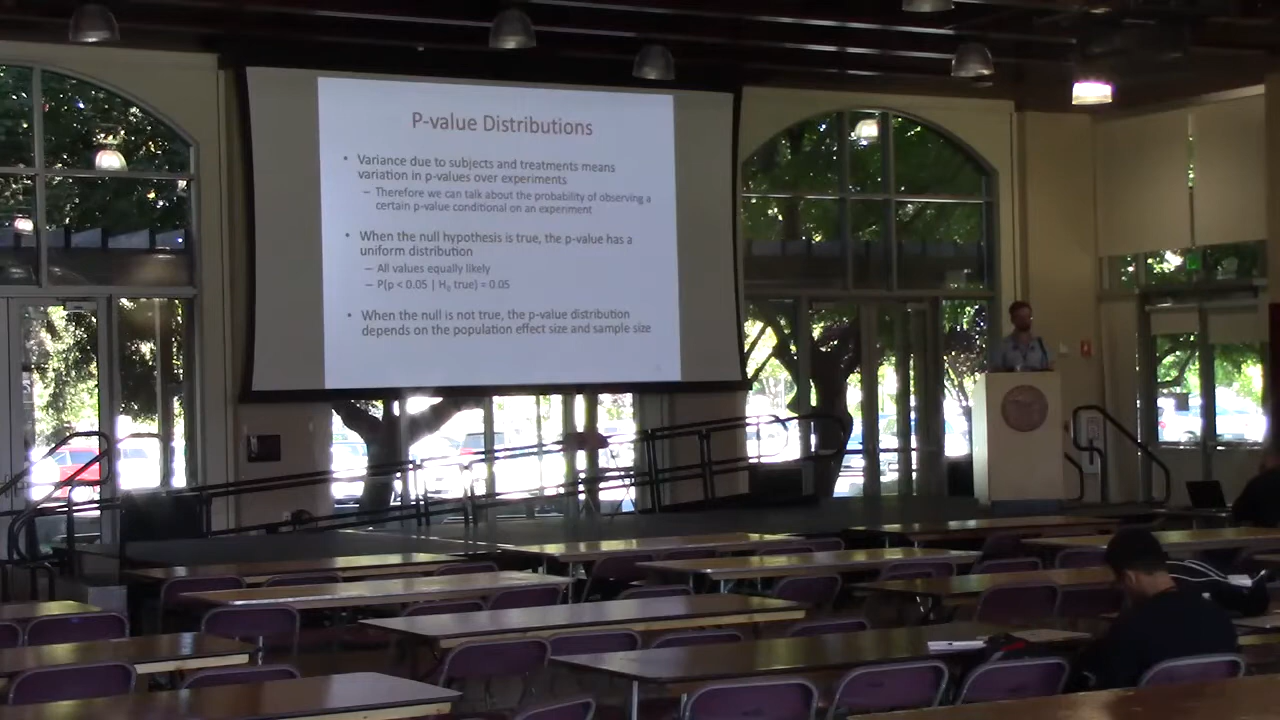 P-value Distributions
• Variance due to subjects and treatments means
variation in p-values over experiments
– Therefore we can talk about the probability of observing a
certain p-value conditional on an experiment
• When the null hypothesis is true, the p-value has a
uniform distribution
– All values equally likely
– P(p < 0.05 | H₀ true) = 0.05
• When the null is not true, the p-value distribution
depends on the population effect size and sample size